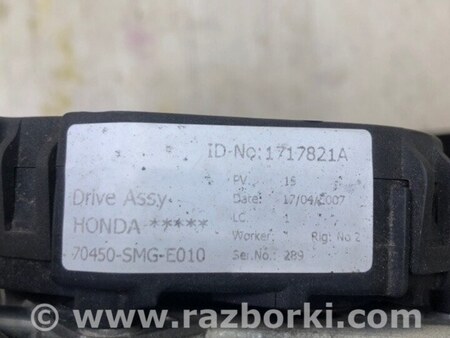 ID-No:1717821A
PV. : 15
Drive Assy Date: 17/04/2007
HONDA ***** LC : 1
Worker: Rig: No 2
70450-SMG-E010 Ser.No.: 289
www.razborki.com